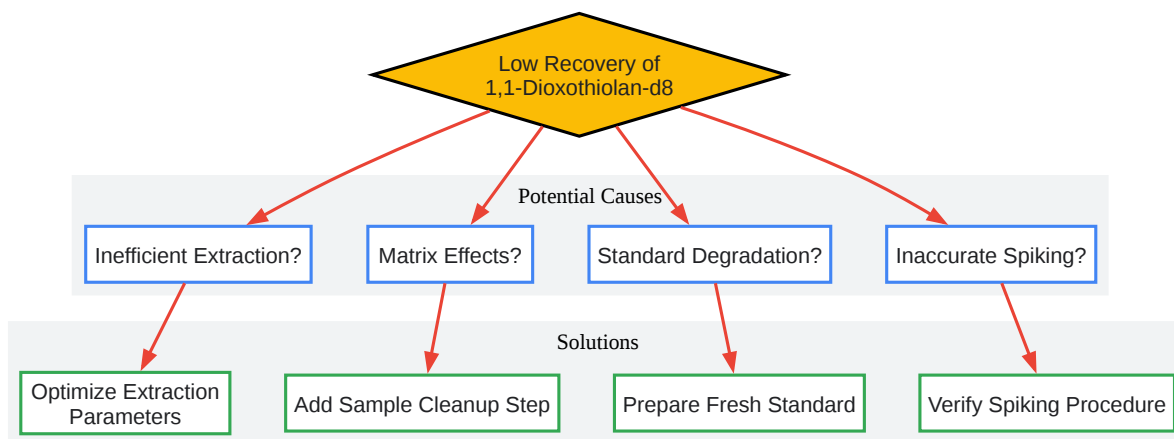 Low Recovery of
1,1-Dioxothiolan-d8
Potential Causes
Inefficient Extraction?
Matrix Effects?
Standard Degradation?
Inaccurate Spiking?
Solutions
Optimize Extraction
Parameters
Add Sample Cleanup Step
Prepare Fresh Standard
Verify Spiking Procedure